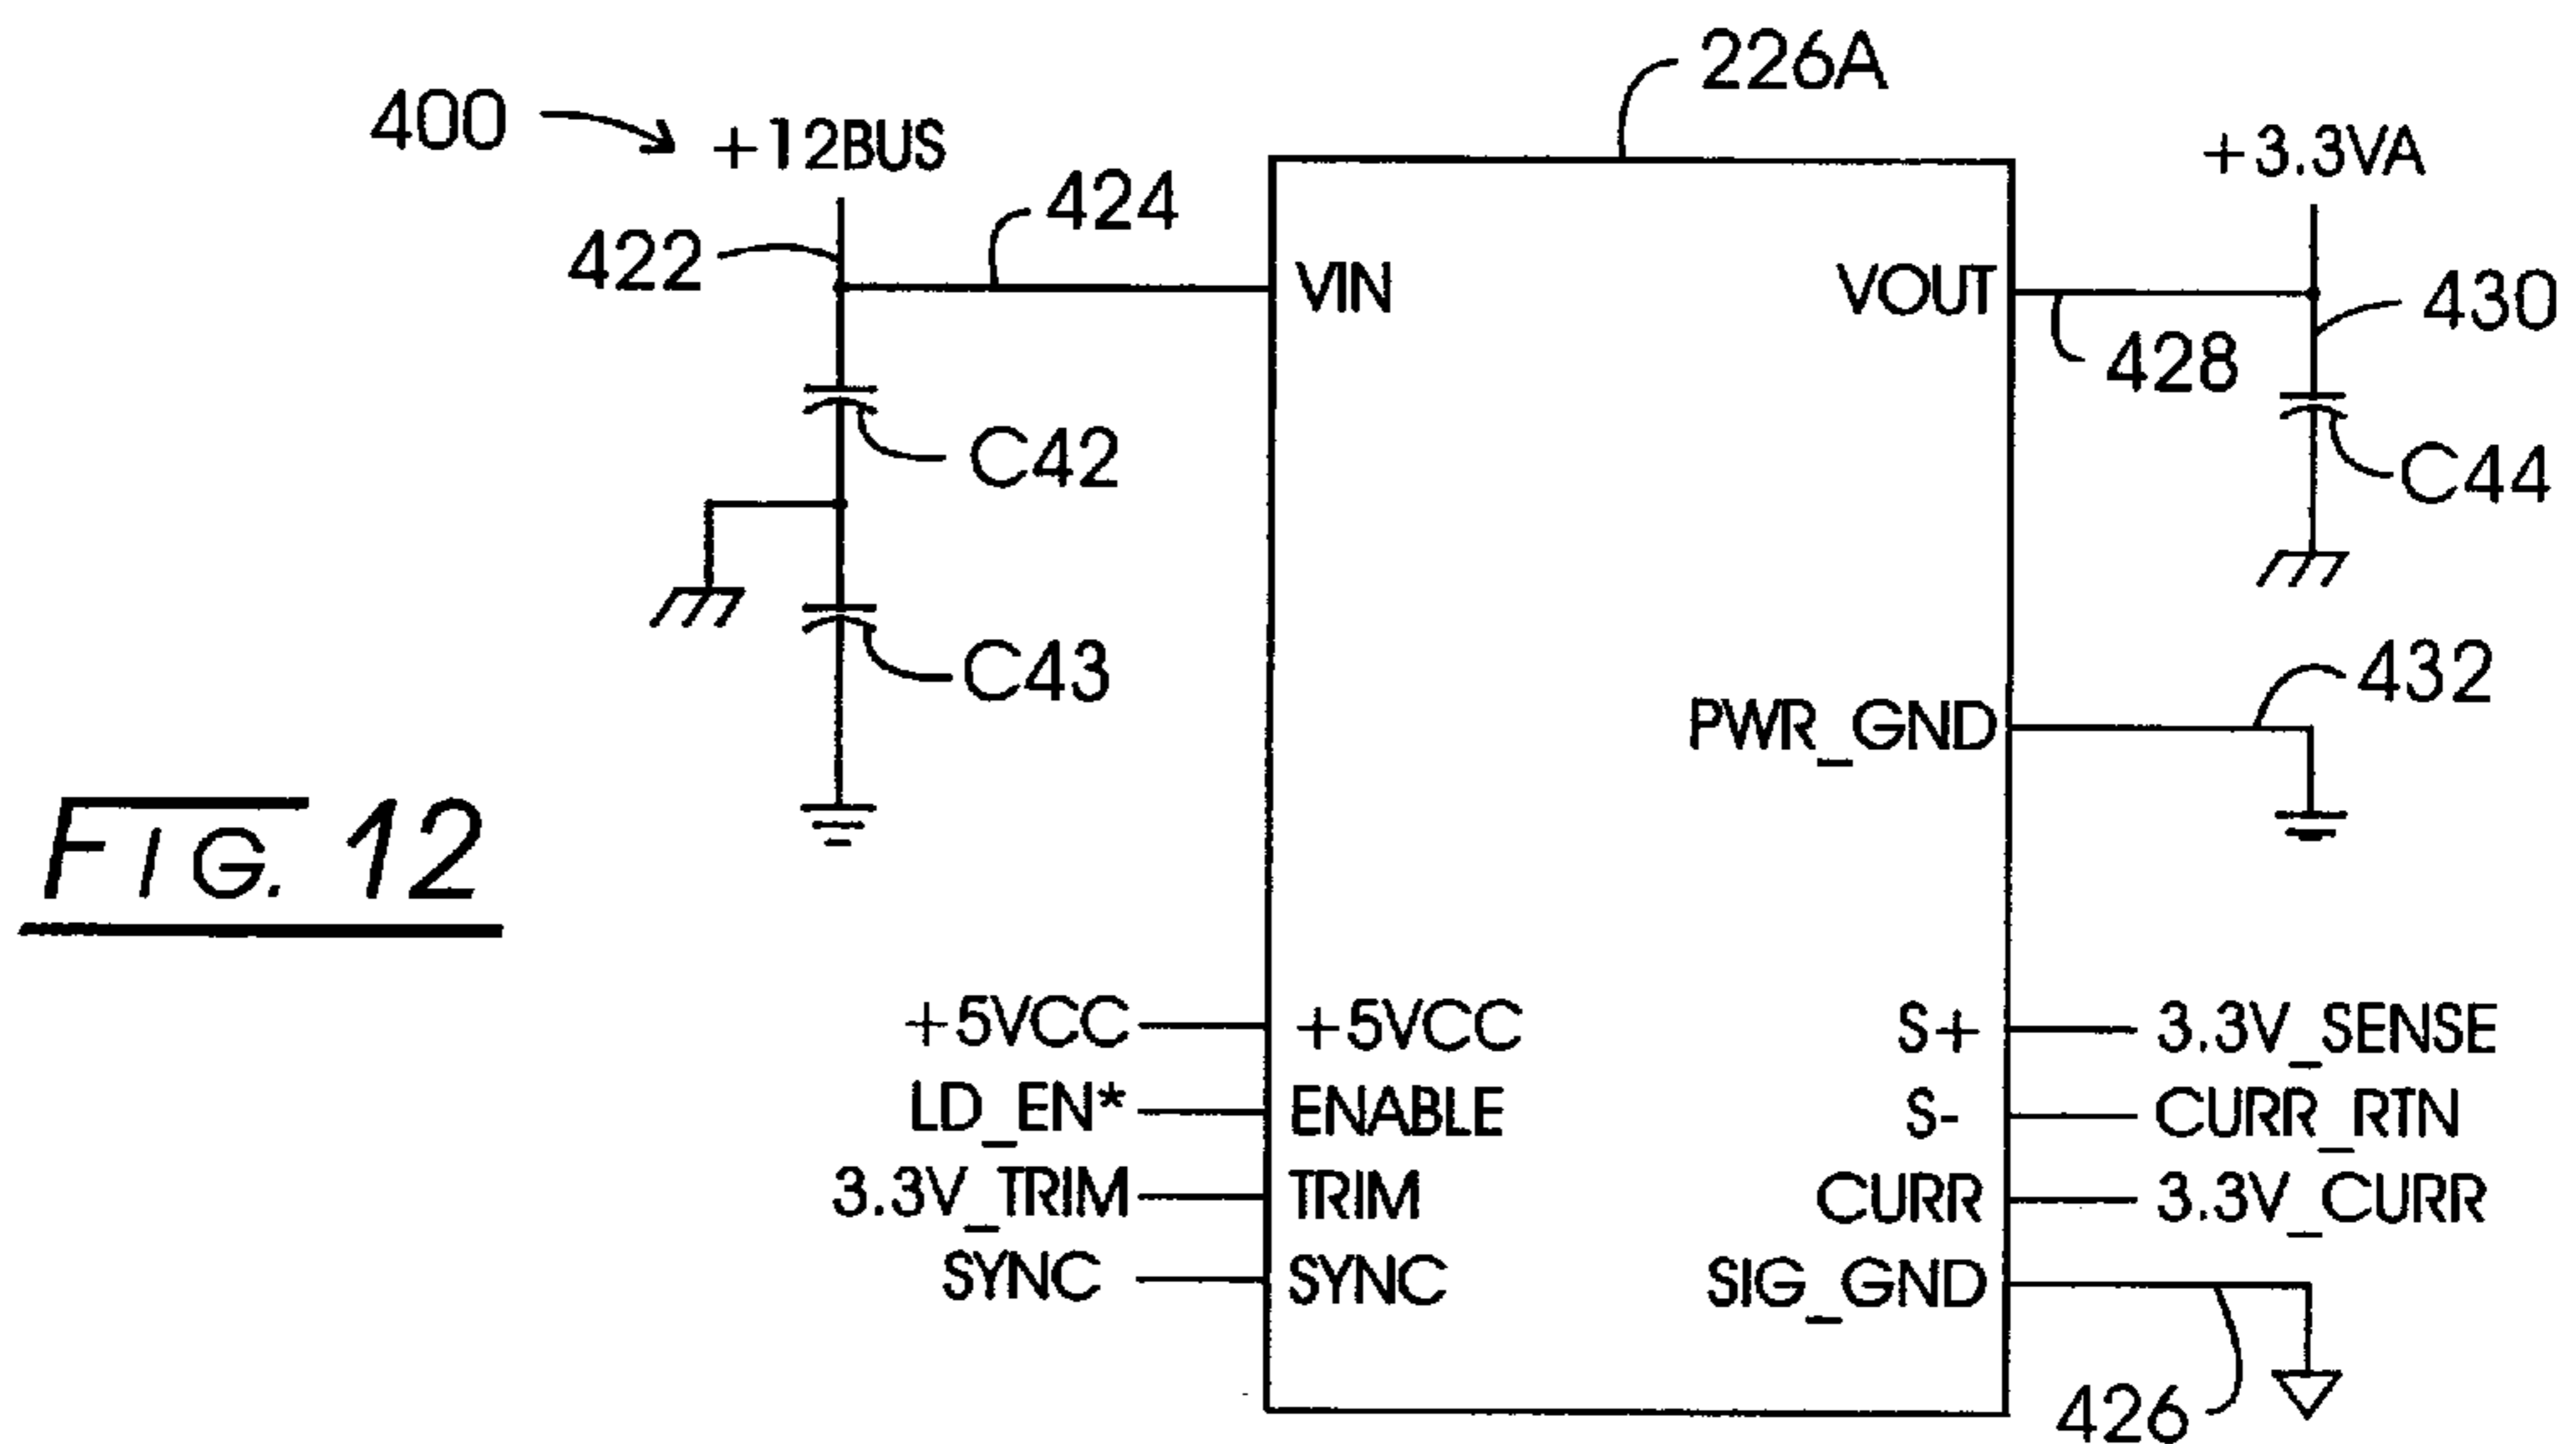 226A
400
+12BUS
+3.3VA
424
422
VIN
VOUT
430
428
C42
C44
C43
432
PWR_GND
FIG. 12
+5VCC
+5VCC
S+
3.3V_SENSE
LD_EN*
ENABLE
S-
CURR_RTN
3.3V_TRIM
TRIM
CURR
3.3V_CURR
SYNC
SYNC
SIG_GND
426